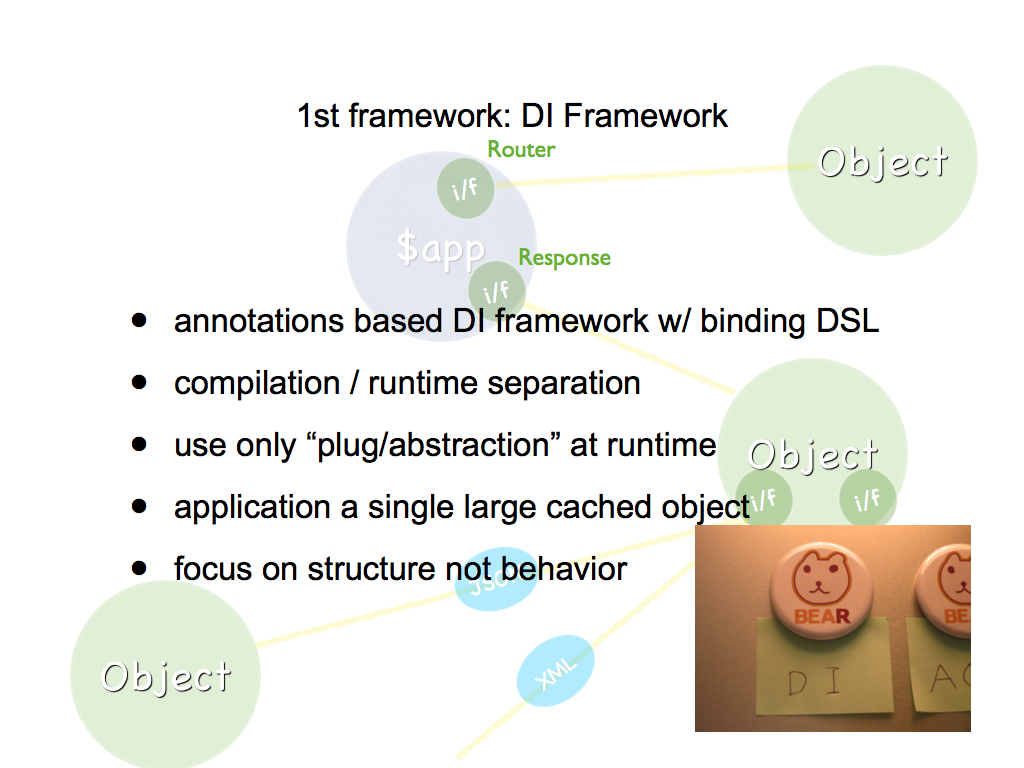 1st framework: DI Framework
Router
Object
i/f
$app
Response
i/f
• annotations based DI framework w/ binding DSL
• compilation / runtime separation
• use only “plug/abstraction” at runtime
Object
i/f
i/f
• application a single large cached object
• focus on structure not behavior
JSON
BEAR
BE
DI
A
XML
Object